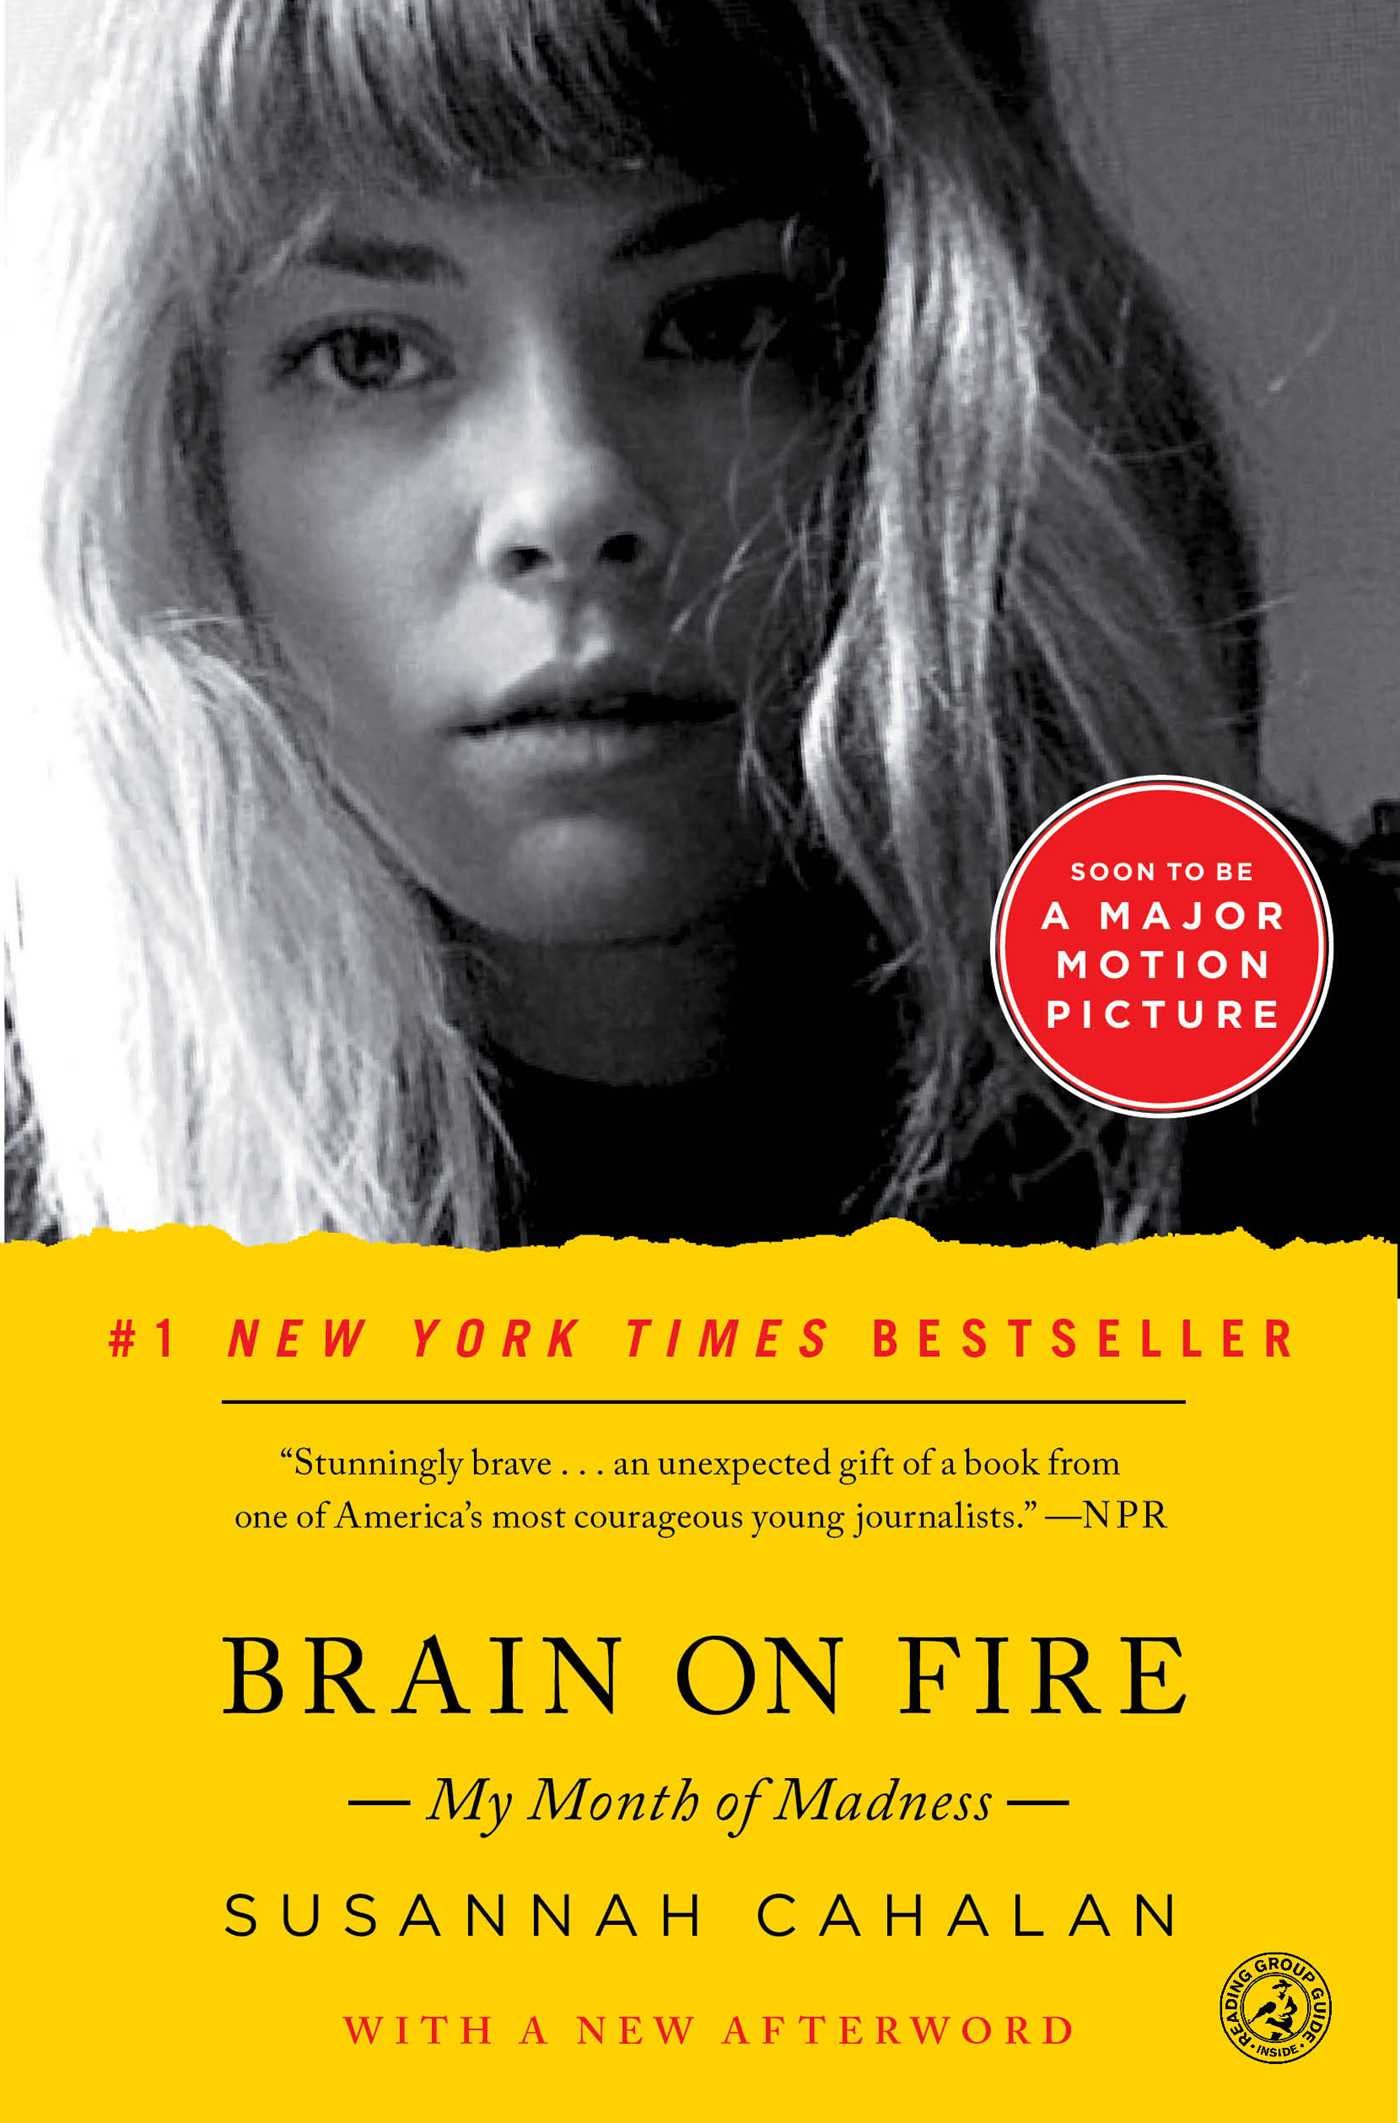 SOON TO BE
A MAJOR
MOTION
PICTURE
#1 NEW YORK TIMES BESTSELLER
“Stunningly brave . . . an unexpected gift of a book from
one of America’s most courageous young journalists.” —NPR
BRAIN ON FIRE
— My Month of Madness —
SUSANNAH CAHALAN
WITH A NEW AFTERWORD
READING GROUP GUIDE
• INSIDE •